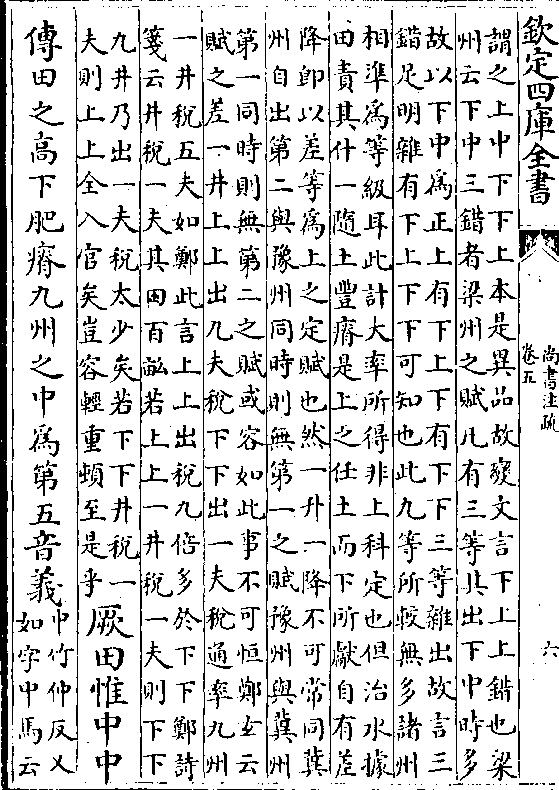 欽定四庫全書
尚書注疏
卷五
六
謂之上中下下上本是異品故變文言下上上錯也梁
州云下中三錯者梁州之賦凡有三等其出下中時多
故以下中爲正上有下上下有下下三等雜出故言三
錯足明雜有下上下下可知也此九等所較無多諸州
相準爲等級耳此計大率所得非上科定也但治水據
田責其什一隨土豐瘠是上之任土而下所獻自有差
降即以差等爲上之定賦也然一升一降不可常同冀
州自出第二與豫州同時則無第一之賦豫州與冀州
第一同時則無第二之賦或容如此事不可恒鄭玄云
賦之差一井上上出九夫稅下下出一夫稅通率九州
一井稅五夫如鄭此言上上出稅九倍多於下下鄭詩
箋云井稅一夫其田百畝若上上一井稅一夫則下下
九井乃出一夫稅太少矣若下下井稅一
夫則上上全入官矣豈容輕重頓至是乎
厥田惟中中
傳田之高下肥瘠九州之中爲第五音義
中竹仲反又
如字中馬云